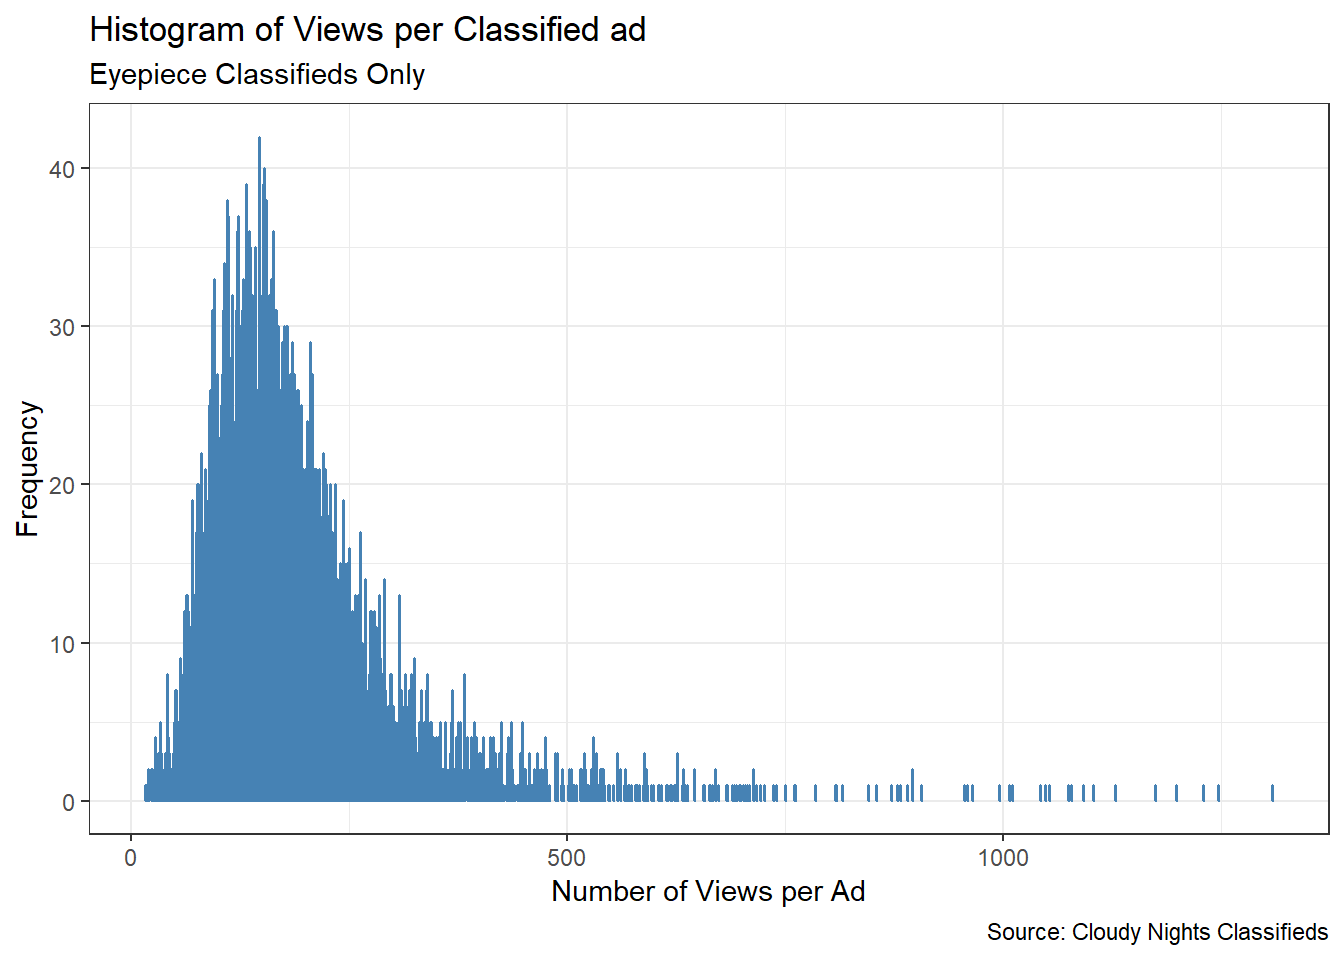 Histogram of Views per Classified ad
Eyepiece Classifieds Only
40
30
20
10
0
Frequency
0 500 1000
Number of Views per Ad
Source: Cloudy Nights Classifieds